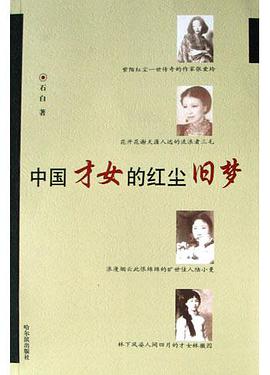 石白 著
紫陌红尘一世传奇的作家张爱玲
花开花谢天涯人远的流浪者三毛
中国才女的红尘旧梦
浪漫烟云此恨绵绵的旷世佳人陆小曼
林下风姿人间四月的才女林徽因
哈尔滨出版社